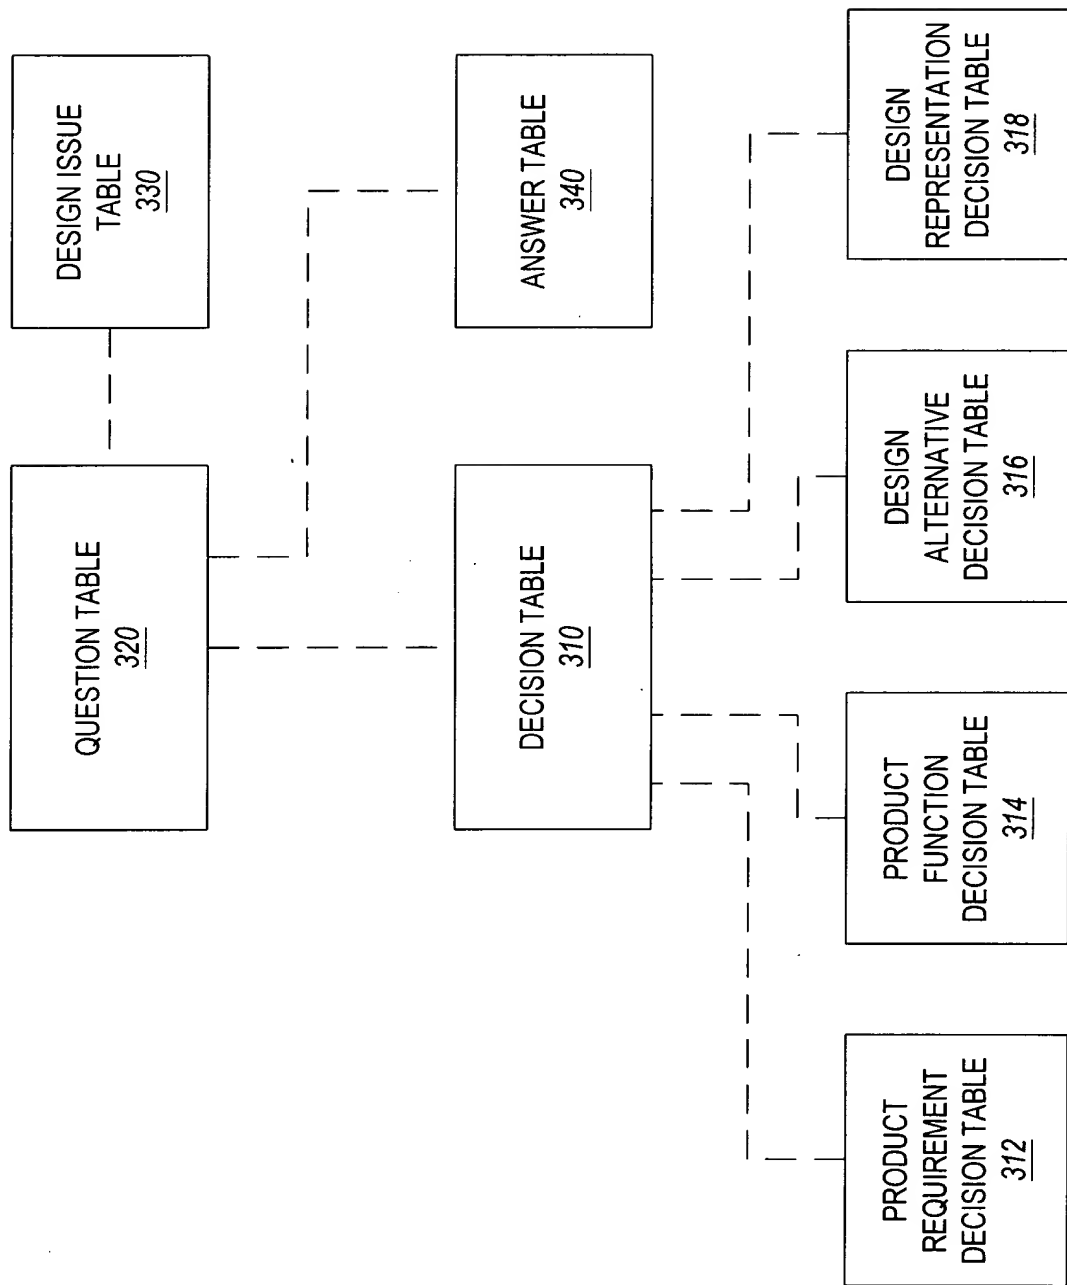 QUESTION TABLE
320
DESIGN ISSUE
TABLE
330
DECISION TABLE
310
ANSWER TABLE
340
PRODUCT
REQUIREMENT
DECISION TABLE
312
PRODUCT
FUNCTION
DECISION TABLE
314
DESIGN
ALTERNATIVE
DECISION TABLE
316
DESIGN
REPRESENTATION
DECISION TABLE
318